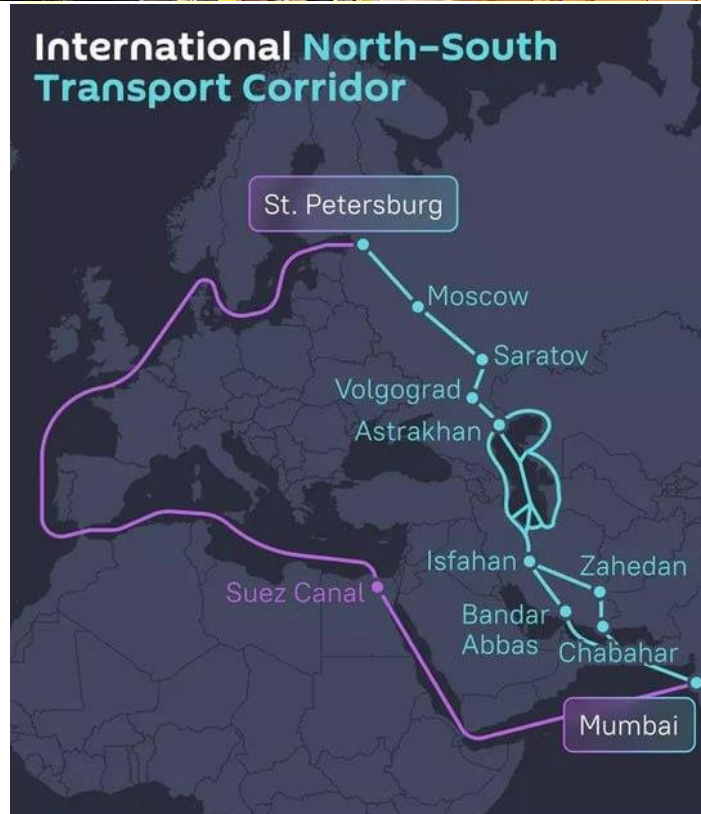 International North-South
Transport Corridor
St. Petersburg
Moscow
Saratov
Volgograd
Astrakhan
Isfahan
Zahedan
Suez Canal
Bandar
Abbas
Chabahar
Mumbai